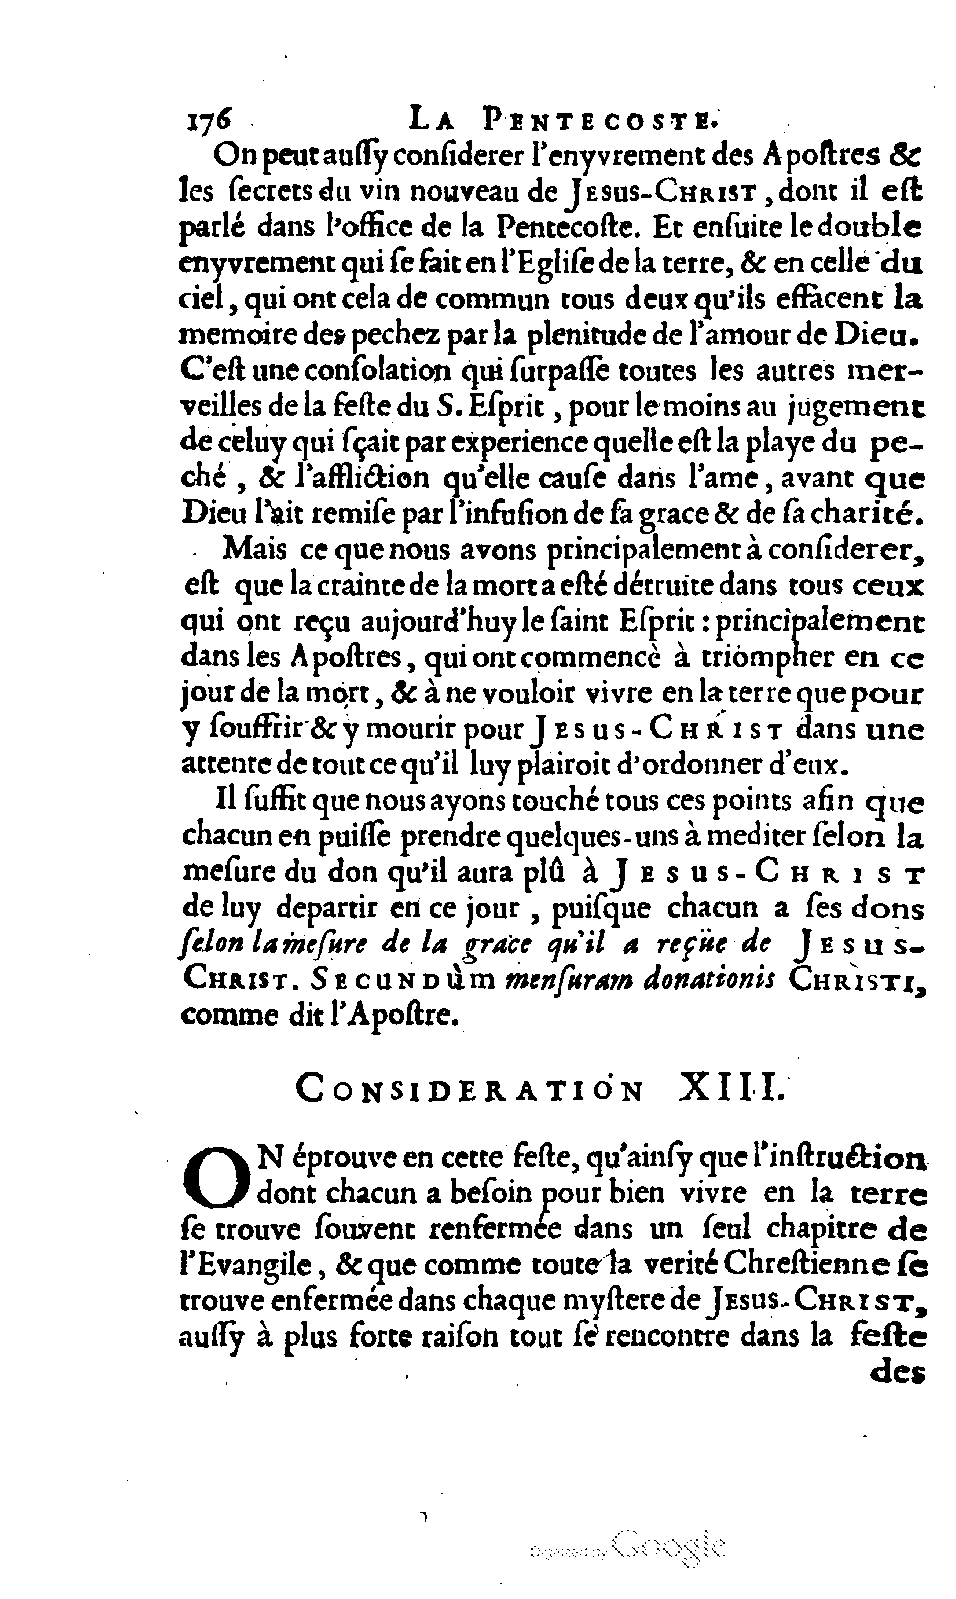 176 LA PENTECOSTE.
On peut auſſy conſiderer l'enyvrement des Apoſtres &
les ſecrets du vin nouveau de JESUS-CHRIST, dont il eſt
parlé dans l'office de la Pentecoſte. Et enſuite le double
enyvrement qui ſe fait en l'Egliſe de la terre, & en celle du
ciel, qui ont cela de commun tous deux qu'ils effacent la
memoire des pechez par la plenitude de l'amour de Dieu.
C'eſt une conſolation qui ſurpaſſe toutes les autres mer-
veilles de la feſte du S. Eſprit, pour le moins au jugement
de celuy qui ſçait par experience quelle eſt la playe du pe-
ché, & l'affliction qu'elle cauſe dans l'ame, avant que
Dieu l'ait remiſe par l'infuſion de ſa grace & de ſa charité.
Mais ce que nous avons principalement à conſiderer,
eſt que la crainte de la mort a eſté détruite dans tous ceux
qui ont reçu aujourd'huy le ſaint Eſprit : principalement
dans les Apoſtres, qui ont commencè à triompher en ce
jour de la mort, & à ne vouloir vivre en la terre que pour
y ſouffrir & y mourir pour JESUS-CHRIST dans une
attente de tout ce qu'il luy plairoit d'ordonner d'eux.
Il ſuffit que nous ayons touché tous ces points afin que
chacun en puiſſe prendre quelques-uns à mediter ſelon la
meſure du don qu'il aura plû à JESUS-CHRIST
de luy departir en ce jour, puiſque chacun a ſes dons
ſelon la meſure de la grace qu'il a reçüe de JESUS-
CHRIST. SECUNDùm menſuram donationis CHRISTI,
comme dit l'Apoſtre.
CONSIDERATION XIII.
ON éprouve en cette feſte, qu'ainſy que l'inſtruction
dont chacun a beſoin pour bien vivre en la terre
ſe trouve ſouvent renfermée dans un ſeul chapitre de
l'Evangile, & que comme toute la verité Chreſtienne ſe
trouve enfermée dans chaque myſtere de JESUS-CHRIST,
auſſy à plus forte raiſon tout ſe rencontre dans la feſte
des
Digitized by Google